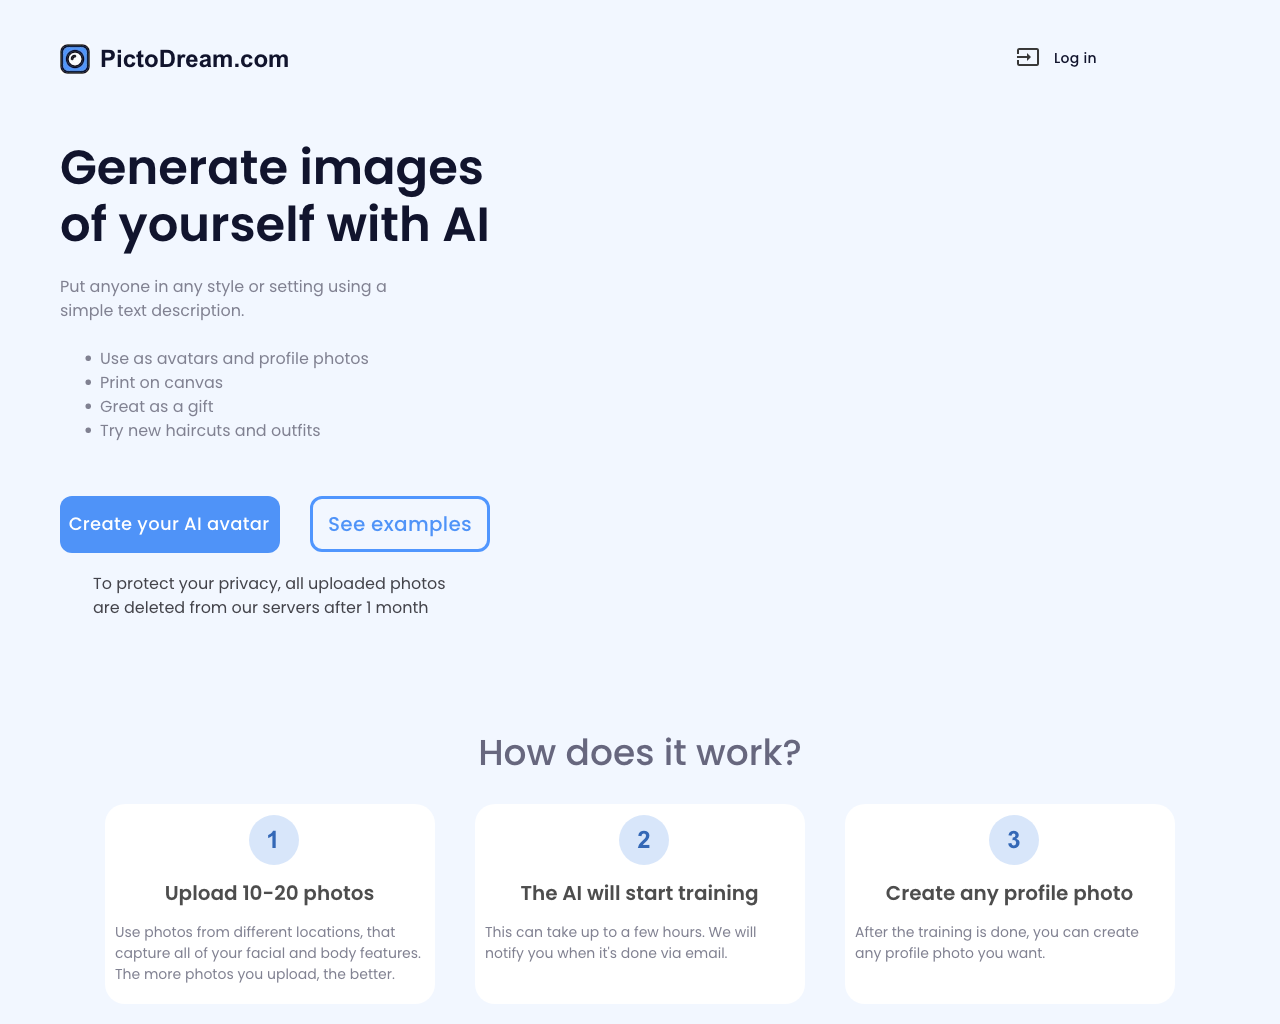 PictoDream.com
Log in
Generate images
of yourself with AI
Put anyone in any style or setting using a
simple text description.
• Use as avatars and profile photos
• Print on canvas
• Great as a gift
• Try new haircuts and outfits
Create your AI avatar
See examples
To protect your privacy, all uploaded photos
are deleted from our servers after 1 month
How does it work?
1
Upload 10-20 photos
Use photos from different locations, that
capture all of your facial and body features.
The more photos you upload, the better.
2
The AI will start training
This can take up to a few hours. We will
notify you when it's done via email.
3
Create any profile photo
After the training is done, you can create
any profile photo you want.